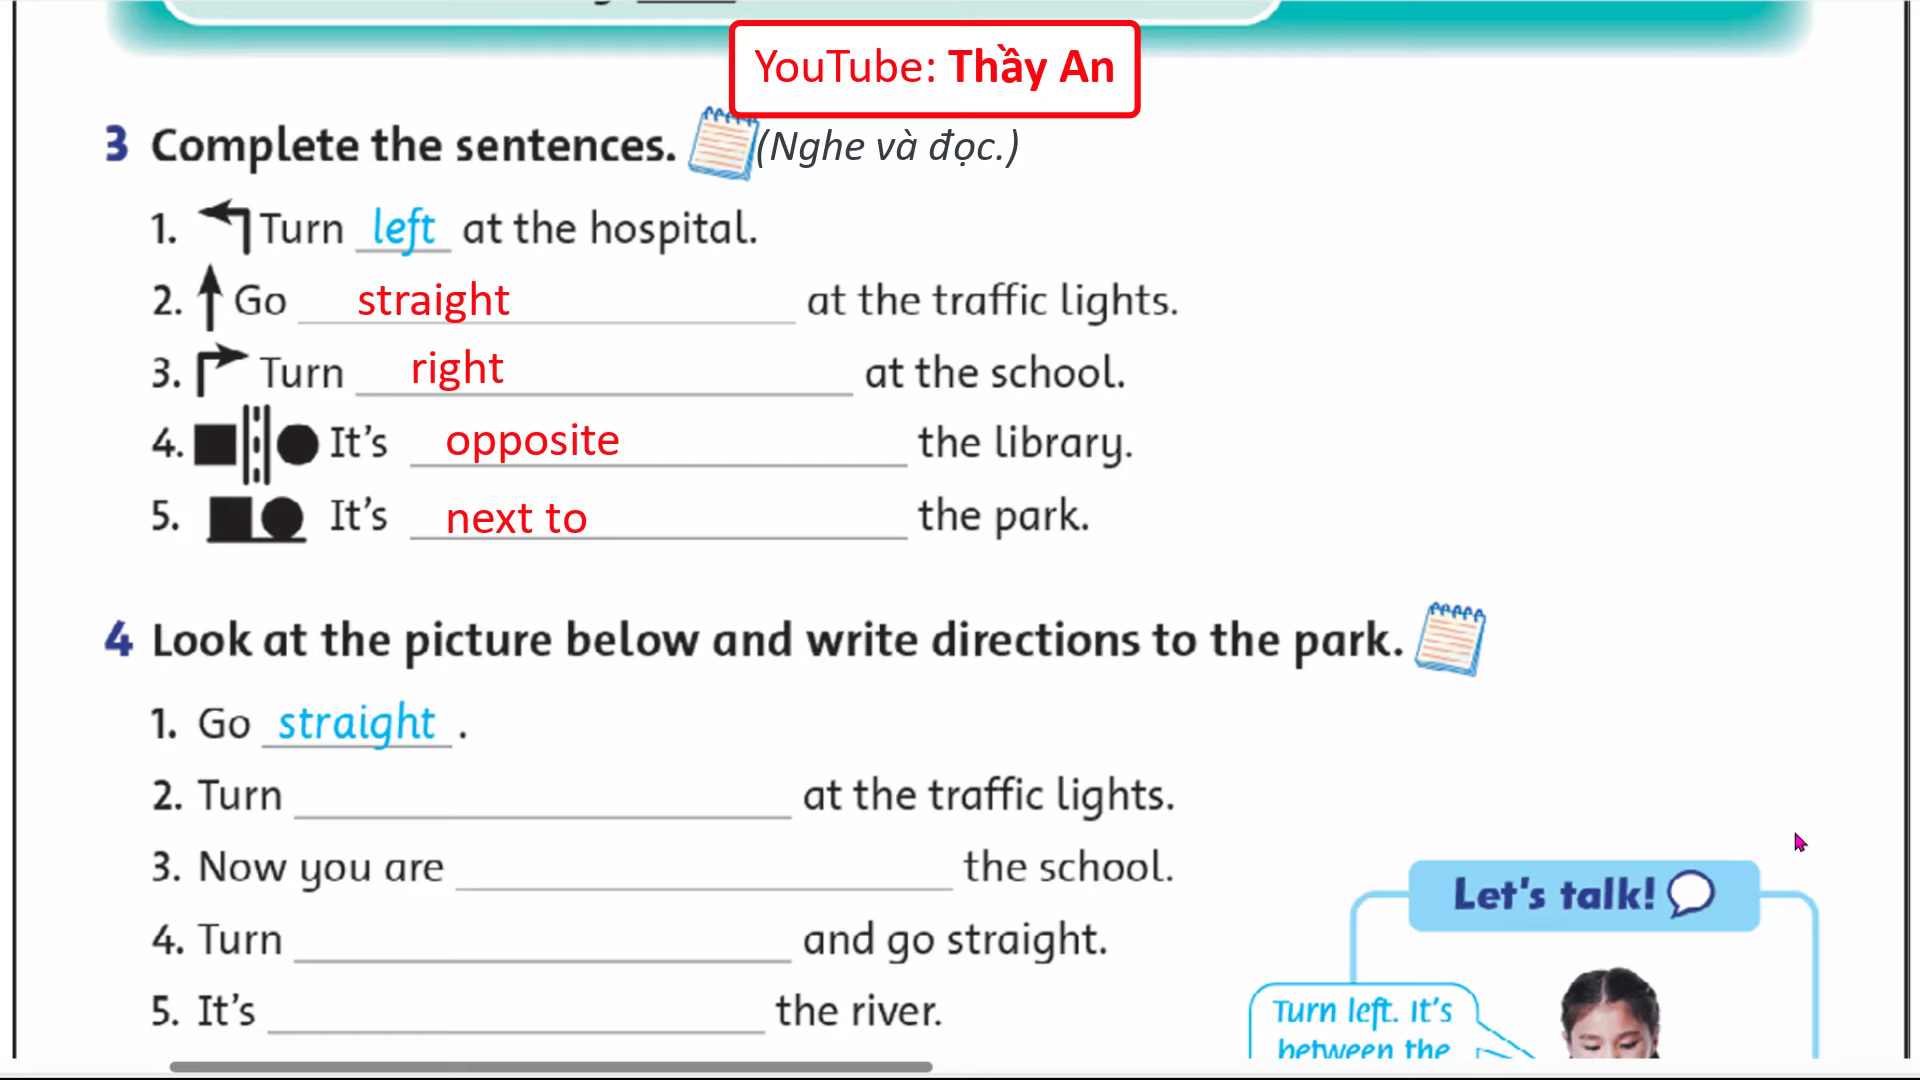 YouTube: Thầy An
3 Complete the sentences. (Nghe và đọc.)
1. Turn left at the hospital.
2. Go straight at the traffic lights.
3. Turn right at the school.
4. It's opposite the library.
5. It's next to the park.
4 Look at the picture below and write directions to the park.
1. Go straight.
2. Turn ______ at the traffic lights.
3. Now you are ______ the school.
4. Turn ______ and go straight.
5. It's ______ the river.
Let's talk!
Turn left. It's
between the